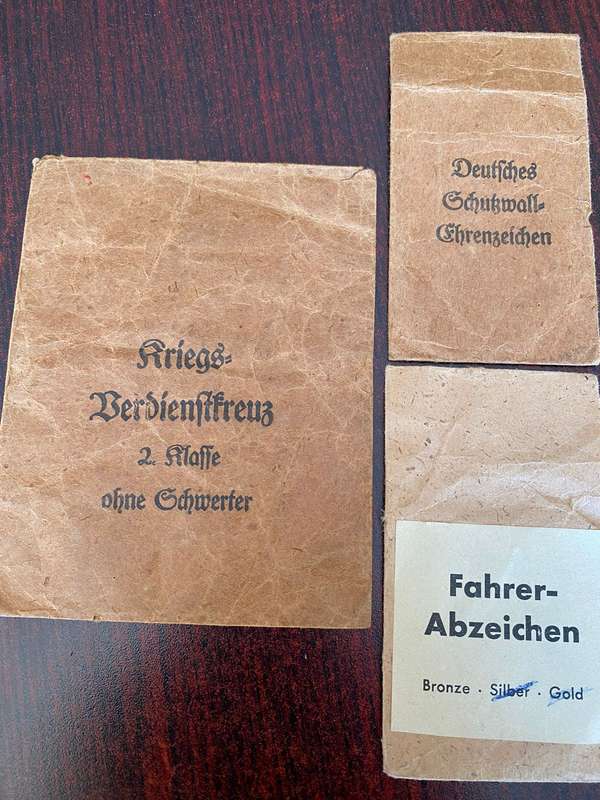 Kriegs-
Verdienstkreuz
2. Klasse
ohne Schwerter
Deutsches
Schutzwall-
Ehrenzeichen
Fahrer-
Abzeichen
Bronze · Silber · Gold